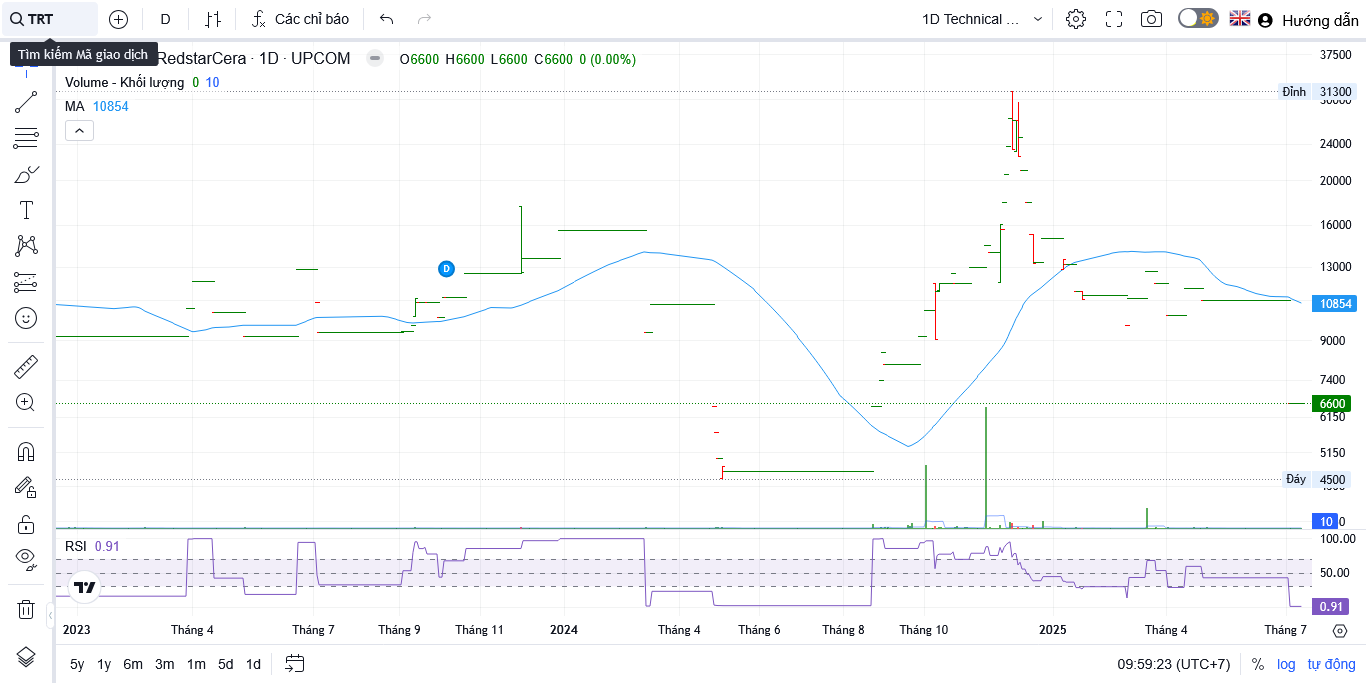 TRT
D
Các chỉ báo
1D Technical ...
Hướng dẫn
Tìm kiếm Mã giao dịch
RedstarCera · 1D · UPCOM
O6600 H6600 L6600 C6600 0 (0.00%)
Volume - Khối lượng 0 10
MA 10854
37500
Đỉnh 31300
30000
24000
20000
16000
D
13000
10854
9000
7400
6600
6150
5150
Đáy 4500
10
0
RSI 0.91
100.00
50.00
0.91
2023 Tháng 4 Tháng 7 Tháng 9 Tháng 11 2024 Tháng 4 Tháng 6 Tháng 8 Tháng 10 2025 Tháng 4 Tháng 7
5y 1y 6m 3m 1m 5d 1d
09:59:23 (UTC+7) % log tự động